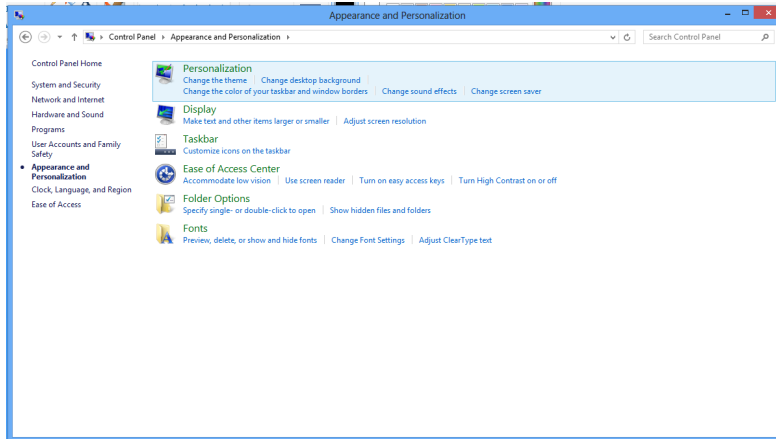 Appearance and Personalization
Control Panel Appearance and Personalization
Search Control Panel
Control Panel Home
System and Security
Network and Internet
Hardware and Sound
Programs
User Accounts and Family
Safety
Appearance and
Personalization
Clock, Language, and Region
Ease of Access
Personalization
Change the theme Change desktop background
Change the color of your taskbar and window borders Change sound effects Change screen saver
Display
Make text and other items larger or smaller Adjust screen resolution
Taskbar
Customize icons on the taskbar
Ease of Access Center
Accommodate low vision Use screen reader Turn on easy access keys Turn High Contrast on or off
Folder Options
Specify single- or double-click to open Show hidden files and folders
Fonts
Preview, delete, or show and hide fonts Change Font Settings Adjust ClearType text